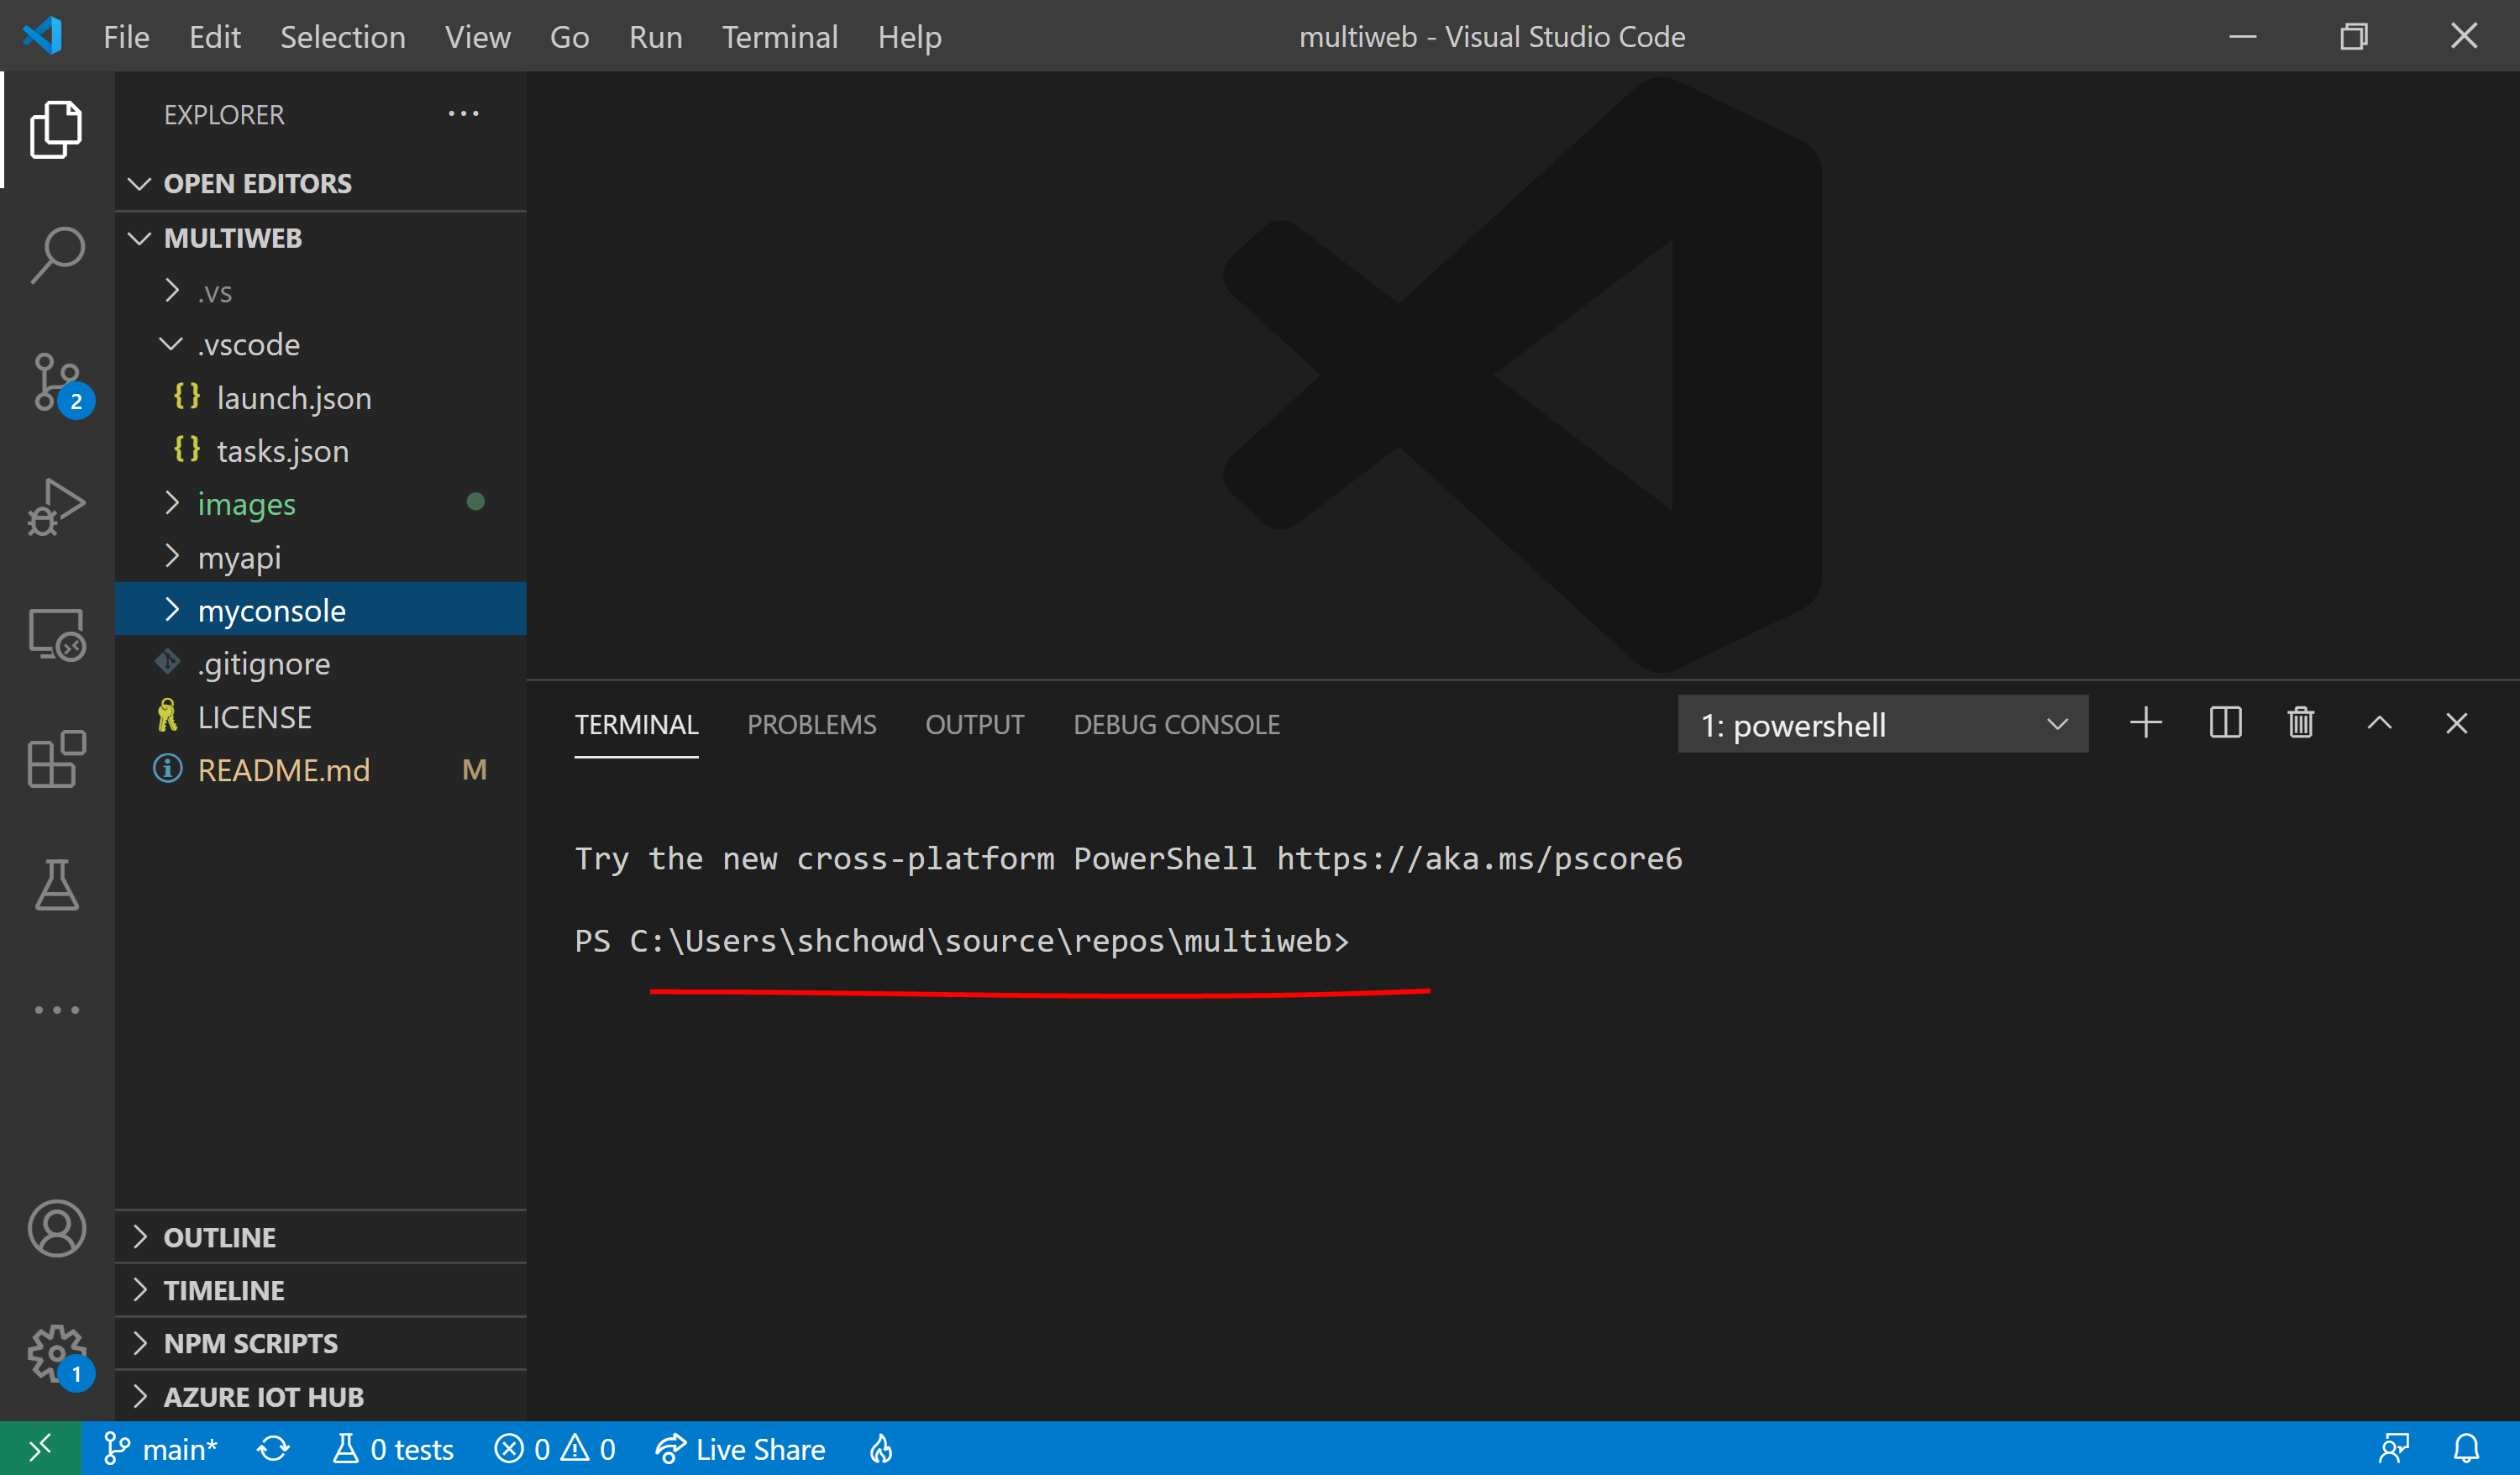 File Edit Selection View Go Run Terminal Help multiweb - Visual Studio Code
EXPLORER
OPEN EDITORS
MULTIWEB
.vs
.vscode
{} launch.json
{} tasks.json
images
myapi
myconsole
.gitignore
LICENSE
README.md M
2
OUTLINE
TIMELINE
NPM SCRIPTS
AZURE IOT HUB
1
TERMINAL PROBLEMS OUTPUT DEBUG CONSOLE 1: powershell
Try the new cross-platform PowerShell https://aka.ms/pscore6
PS C:\Users\shchowd\source\repos\multiweb>
main* 0 tests 0 0 Live Share